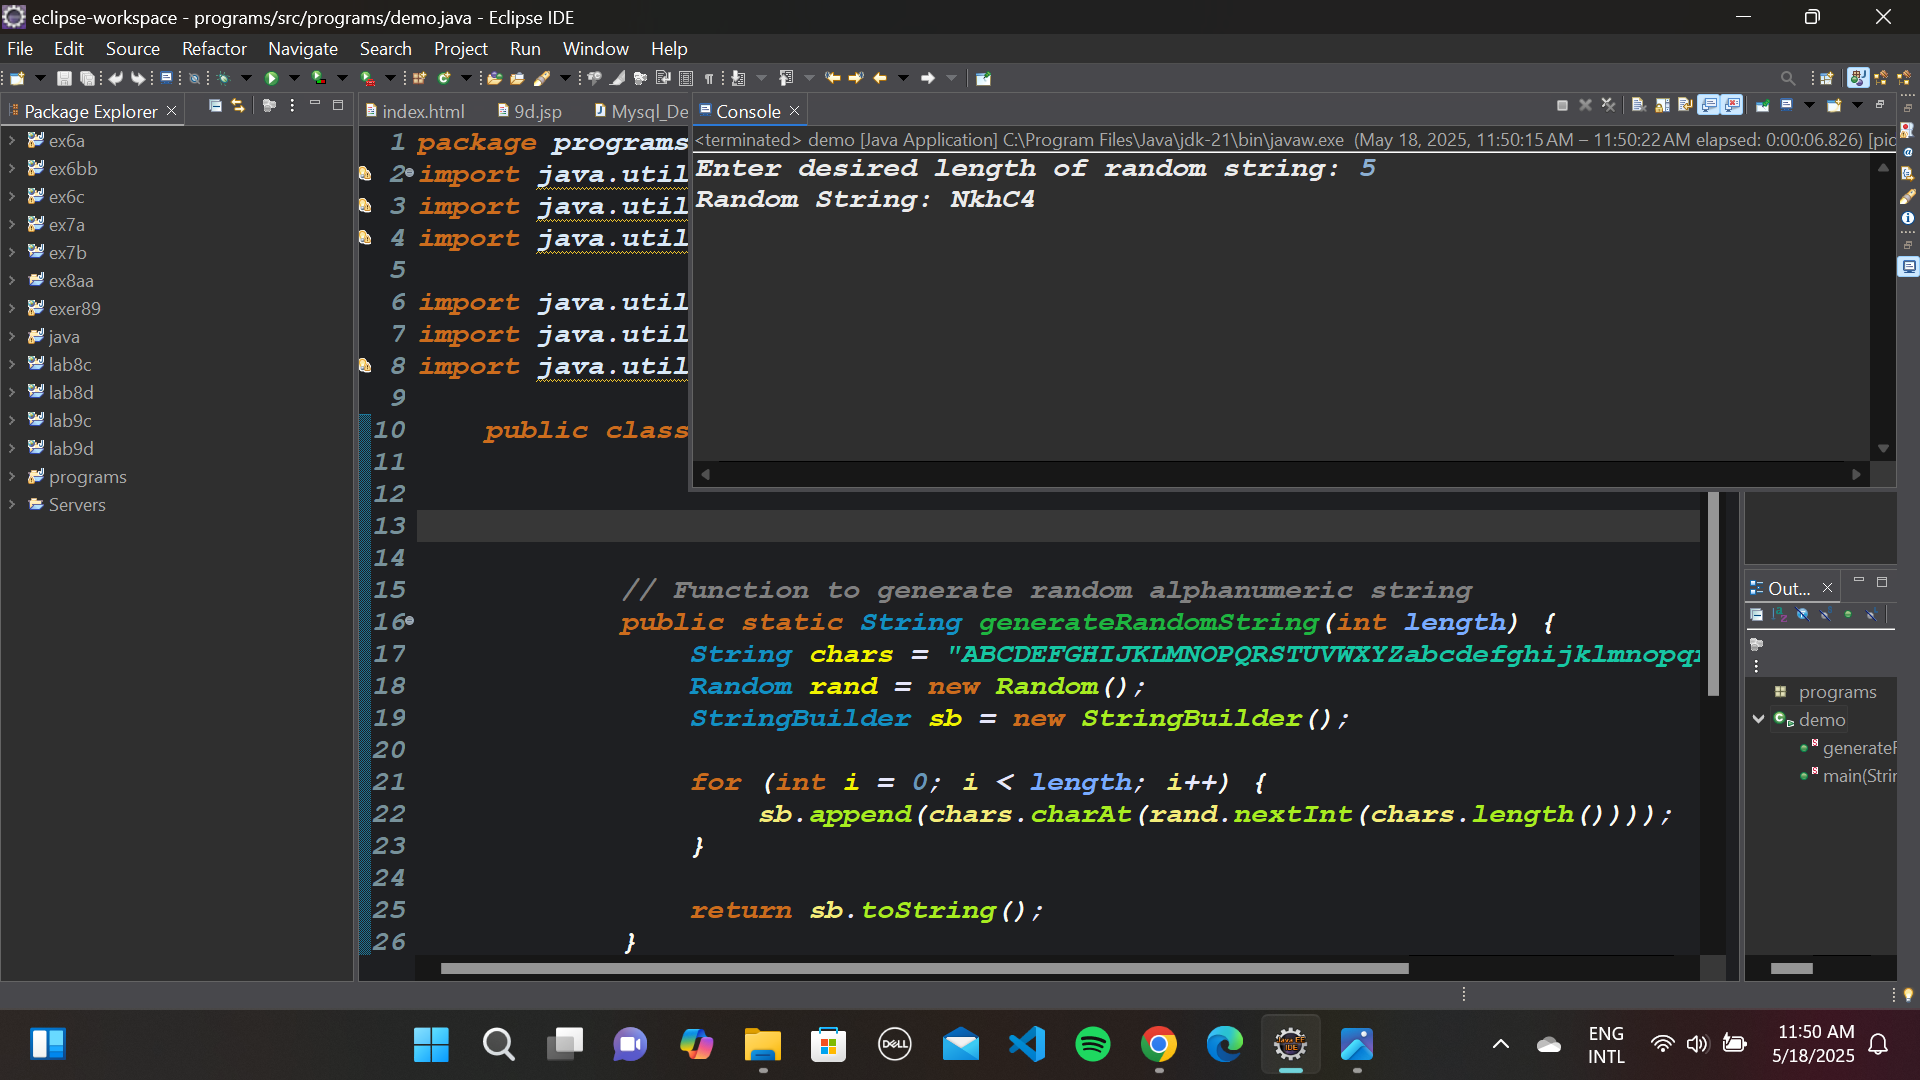 eclipse-workspace - programs/src/programs/demo.java - Eclipse IDE
File Edit Source Refactor Navigate Search Project Run Window Help
Package Explorer
index.html 9d.jsp Mysql_De Console
<terminated> demo [Java Application] C:\Program Files\Java\jdk-21\bin\javaw.exe (May 18, 2025, 11:50:15 AM – 11:50:22 AM elapsed: 0:00:06.826) [pid
Enter desired length of random string: 5
Random String: NkhC4
ex6a
ex6bb
ex6c
ex7a
ex7b
ex8aa
exer89
java
lab8c
lab8d
lab9c
lab9d
programs
Servers
1 package programs
2 import java.util
3 import java.util
4 import java.util
5
6 import java.util
7 import java.util
8 import java.util
9
10 public class
11
12
13
14
15 // Function to generate random alphanumeric string
16 public static String generateRandomString(int length) {
17 String chars = "ABCDEFGHIJKLMNOPQRSTUVWXYZabcdefghijklmnopq
18 Random rand = new Random();
19 StringBuilder sb = new StringBuilder();
20
21 for (int i = 0; i < length; i++) {
22 sb.append(chars.charAt(rand.nextInt(chars.length())));
23 }
24
25 return sb.toString();
26 }
Out...
programs
demo
generateR
main(Strin
DELL
Java EE
IDE
ENG
INTL
11:50 AM
5/18/2025